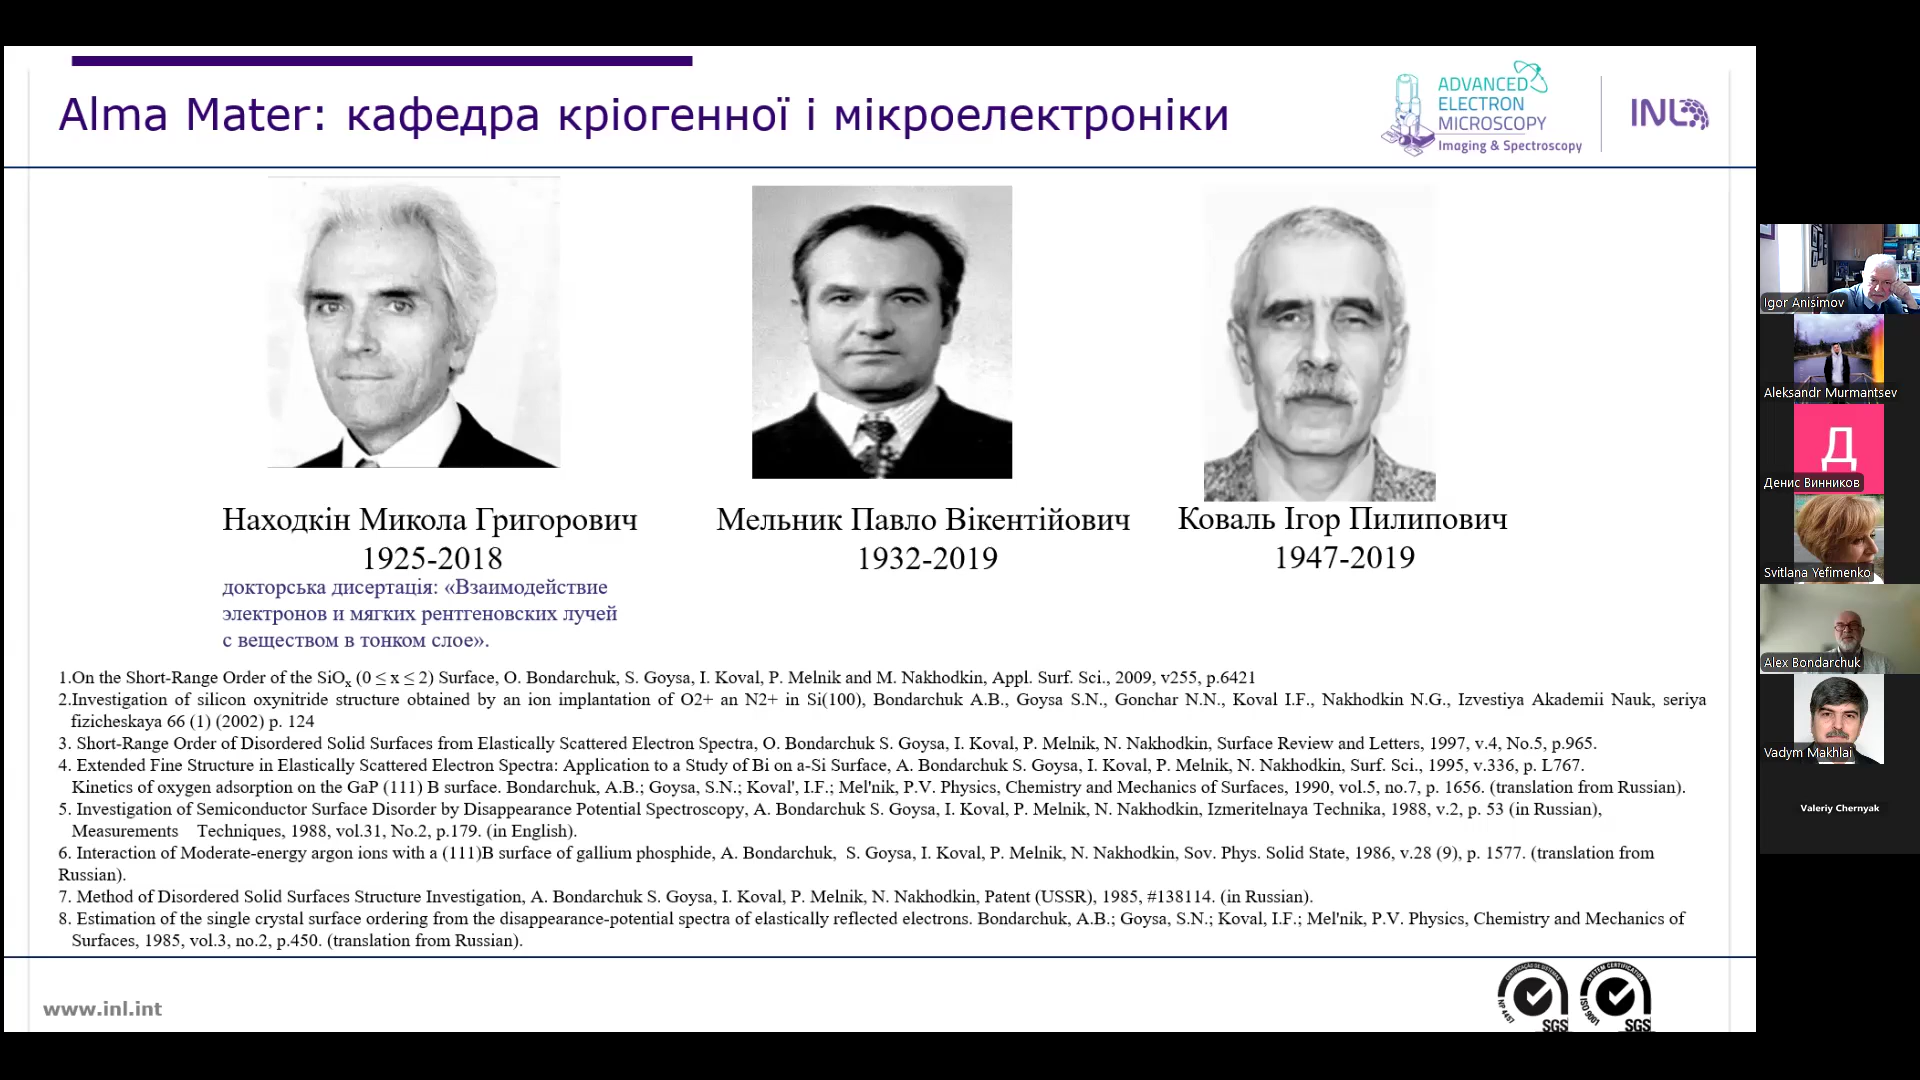 Alma Mater: кафедра кріогенної і мікроелектроніки
ADVANCED
ELECTRON
MICROSCOPY
Imaging & Spectroscopy
INL
Находкін Микола Григорович
1925-2018
докторська дисертація: «Взаимодействие
электронов и мягких рентгеновских лучей
с веществом в тонком слое».
Мельник Павло Вікентійович
1932-2019
Коваль Ігор Пилипович
1947-2019
1.On the Short-Range Order of the SiOx (0 ≤ x ≤ 2) Surface, O. Bondarchuk, S. Goysa, I. Koval, P. Melnik and M. Nakhodkin, Appl. Surf. Sci., 2009, v255, p.6421
2.Investigation of silicon oxynitride structure obtained by an ion implantation of O2+ an N2+ in Si(100), Bondarchuk A.B., Goysa S.N., Gonchar N.N., Koval I.F., Nakhodkin N.G., Izvestiya Akademii Nauk, seriya
fizicheskaya 66 (1) (2002) p. 124
3. Short-Range Order of Disordered Solid Surfaces from Elastically Scattered Electron Spectra, O. Bondarchuk S. Goysa, I. Koval, P. Melnik, N. Nakhodkin, Surface Review and Letters, 1997, v.4, No.5, p.965.
4. Extended Fine Structure in Elastically Scattered Electron Spectra: Application to a Study of Bi on a-Si Surface, A. Bondarchuk S. Goysa, I. Koval, P. Melnik, N. Nakhodkin, Surf. Sci., 1995, v.336, p. L767.
Kinetics of oxygen adsorption on the GaP (111) B surface. Bondarchuk, A.B.; Goysa, S.N.; Koval', I.F.; Mel'nik, P.V. Physics, Chemistry and Mechanics of Surfaces, 1990, vol.5, no.7, p. 1656. (translation from Russian).
5. Investigation of Semiconductor Surface Disorder by Disappearance Potential Spectroscopy, A. Bondarchuk S. Goysa, I. Koval, P. Melnik, N. Nakhodkin, Izmeritelnaya Technika, 1988, v.2, p. 53 (in Russian),
Measurements Techniques, 1988, vol.31, No.2, p.179. (in English).
6. Interaction of Moderate-energy argon ions with a (111)B surface of gallium phosphide, A. Bondarchuk, S. Goysa, I. Koval, P. Melnik, N. Nakhodkin, Sov. Phys. Solid State, 1986, v.28 (9), p. 1577. (translation from
Russian).
7. Method of Disordered Solid Surfaces Structure Investigation, A. Bondarchuk S. Goysa, I. Koval, P. Melnik, N. Nakhodkin, Patent (USSR), 1985, #138114. (in Russian).
8. Estimation of the single crystal surface ordering from the disappearance-potential spectra of elastically reflected electrons. Bondarchuk, A.B.; Goysa, S.N.; Koval, I.F.; Mel'nik, P.V. Physics, Chemistry and Mechanics of
Surfaces, 1985, vol.3, no.2, p.450. (translation from Russian).
www.inl.int
NP 4457
SGS
SYSTEM CERTIFICATION
ISO 9001
SGS
Igor Anisimov
Aleksandr Murmantsev
Д
Денис Винников
Svitlana Yefimenko
Alex Bondarchuk
Vadym Makhlai
Valeriy Chernyak